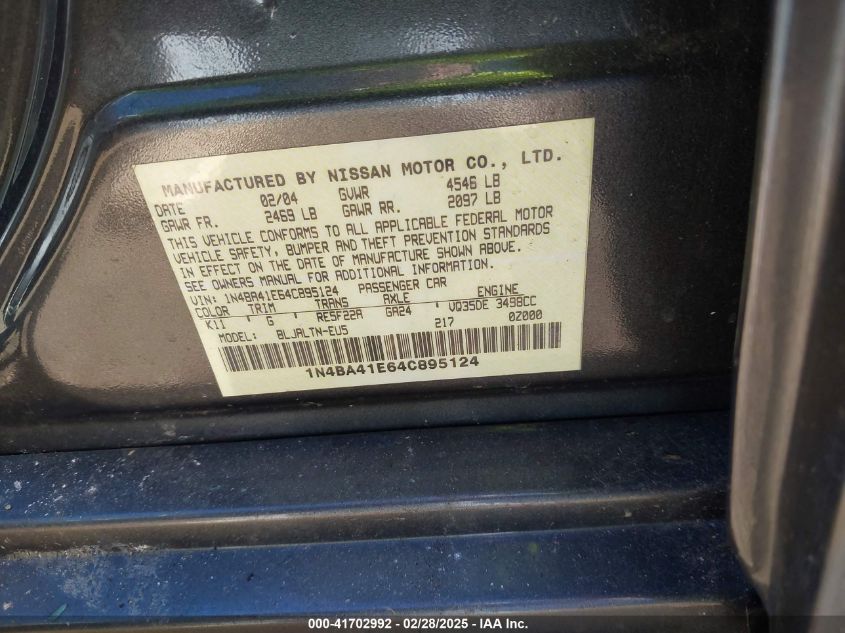 MANUFACTURED BY NISSAN MOTOR CO., LTD.
DATE 02/04 GVWR 4546 LB
GAWR FR. 2469 LB GAWR RR. 2097 LB
THIS VEHICLE CONFORMS TO ALL APPLICABLE FEDERAL MOTOR
VEHICLE SAFETY, BUMPER AND THEFT PREVENTION STANDARDS
IN EFFECT ON THE DATE OF MANUFACTURE SHOWN ABOVE.
SEE OWNERS MANUAL FOR ADDITIONAL INFORMATION.
VIN: 1N4BA41E64C895124 PASSENGER CAR
COLOR TRIM TRANS AXLE ENGINE
K11 G RE5F22A GA24 VQ35DE 3498CC
MODEL: BLJALTN-EU5 217 0Z000
1N4BA41E64C895124
000-41702992 / 02/28/2025 - IAAI.com